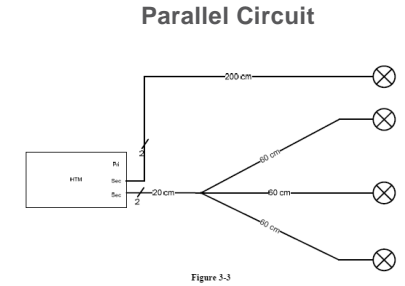 Parallel Circuit
200 cm
60 cm
2
Pri
HTM
Sec
Sec
20 cm
60 cm
2
60 cm
Figure 3-3